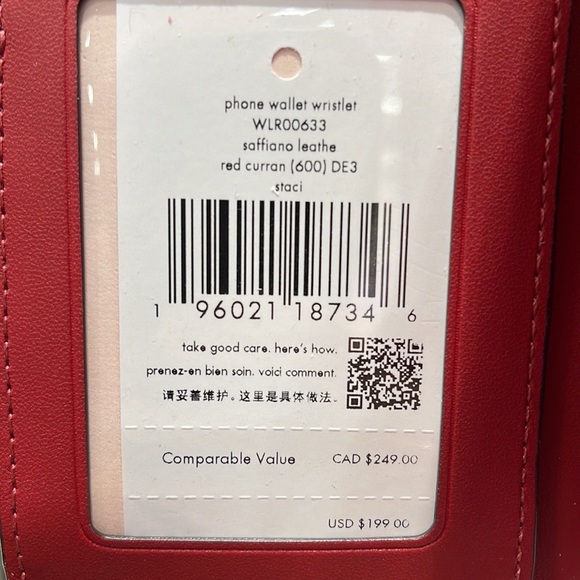 phone wallet wristlet
WLR00633
saffiano leathe
red curran (600) DE3
staci
1 96021 18734 6
take good care. here's how.
prenez-en bien soin. voici comment.
请妥善维护。这里是具体做法。
Comparable Value CAD $249.00
USD $199.00